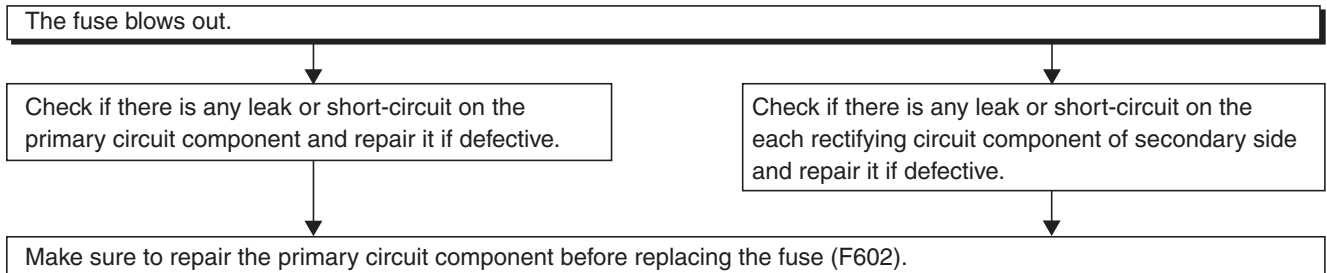 The fuse blows out.
Check if there is any leak or short-circuit on the
primary circuit component and repair it if defective.
Check if there is any leak or short-circuit on the
each rectifying circuit component of secondary side
and repair it if defective.
Make sure to repair the primary circuit component before replacing the fuse (F602).